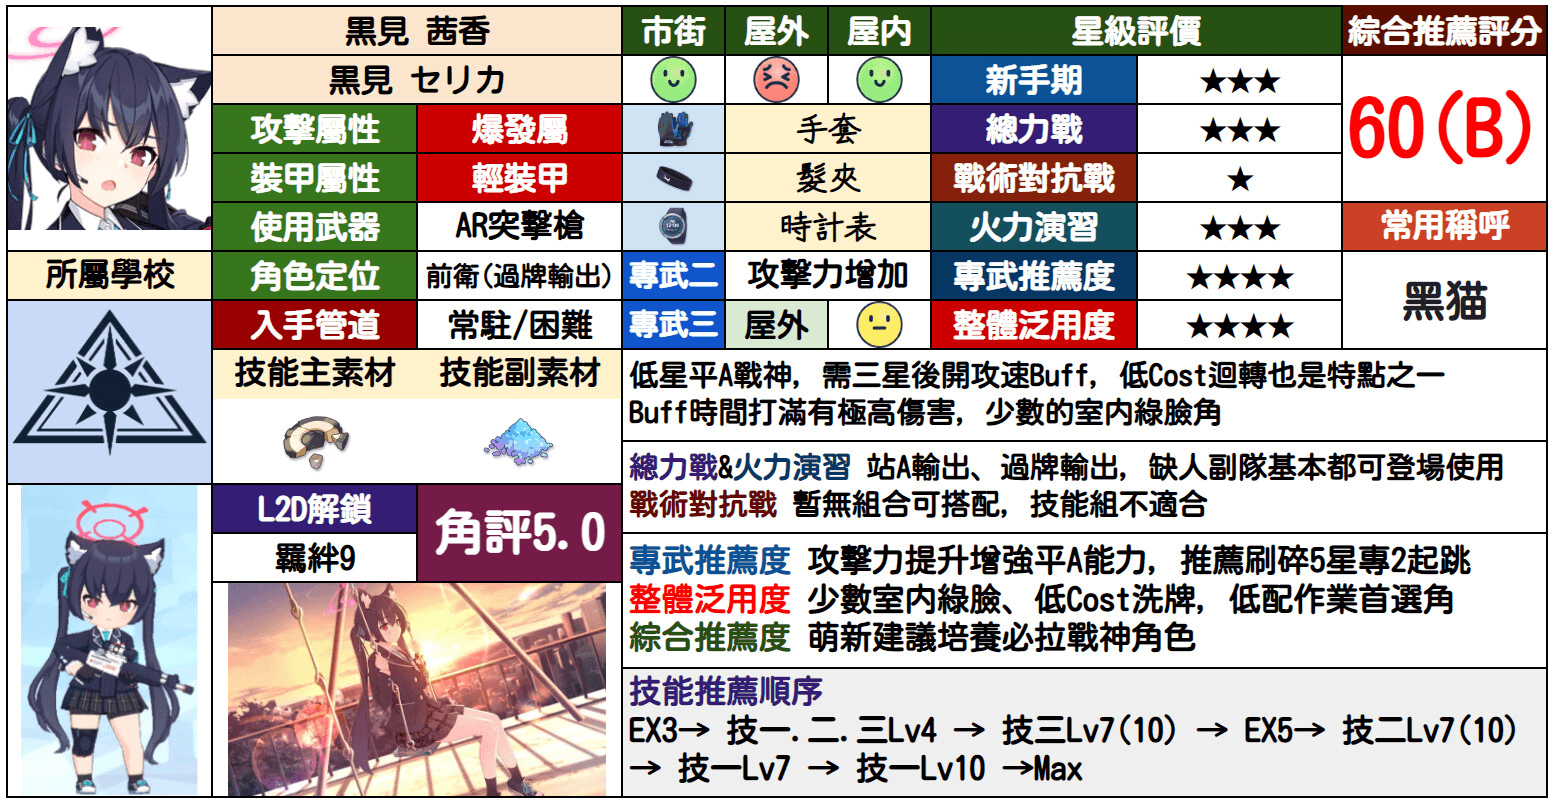 黒見 茜香
市街
屋外
屋内
星級評價
綜合推薦評分
黒見 セリカ
新手期
★★★
60(B)
攻擊屬性
爆發屬
手套
總力戰
★★★
裝甲屬性
輕裝甲
髮夾
戰術對抗戰
★
使用武器
AR突擊槍
時計表
火力演習
★★★
常用稱呼
所屬學校
角色定位
前衛(過牌輸出)
專武二
攻擊力增加
專武推薦度
★★★★
黑猫
入手管道
常駐/困難
專武三
屋外
整體泛用度
★★★★
技能主素材
技能副素材
低星平A戰神, 需三星後開攻速Buff, 低Cost迴轉也是特點之一
Buff時間打滿有極高傷害, 少數的室内綠臉角
總力戰&火力演習 站A輸出、過牌輸出, 缺人副隊基本都可登場使用
戰術對抗戰 暫無組合可搭配, 技能組不適合
L2D解鎖
角評5.0
羈絆9
專武推薦度 攻擊力提升增強平A能力, 推薦刷碎5星專2起跳
整體泛用度 少數室内綠臉、低Cost洗牌, 低配作業首選角
綜合推薦度 萌新建議培養必拉戰神角色
技能推薦順序
EX3→ 技一.二.三Lv4 → 技三Lv7(10) → EX5→ 技二Lv7(10)
→ 技一Lv7 → 技一Lv10 →Max